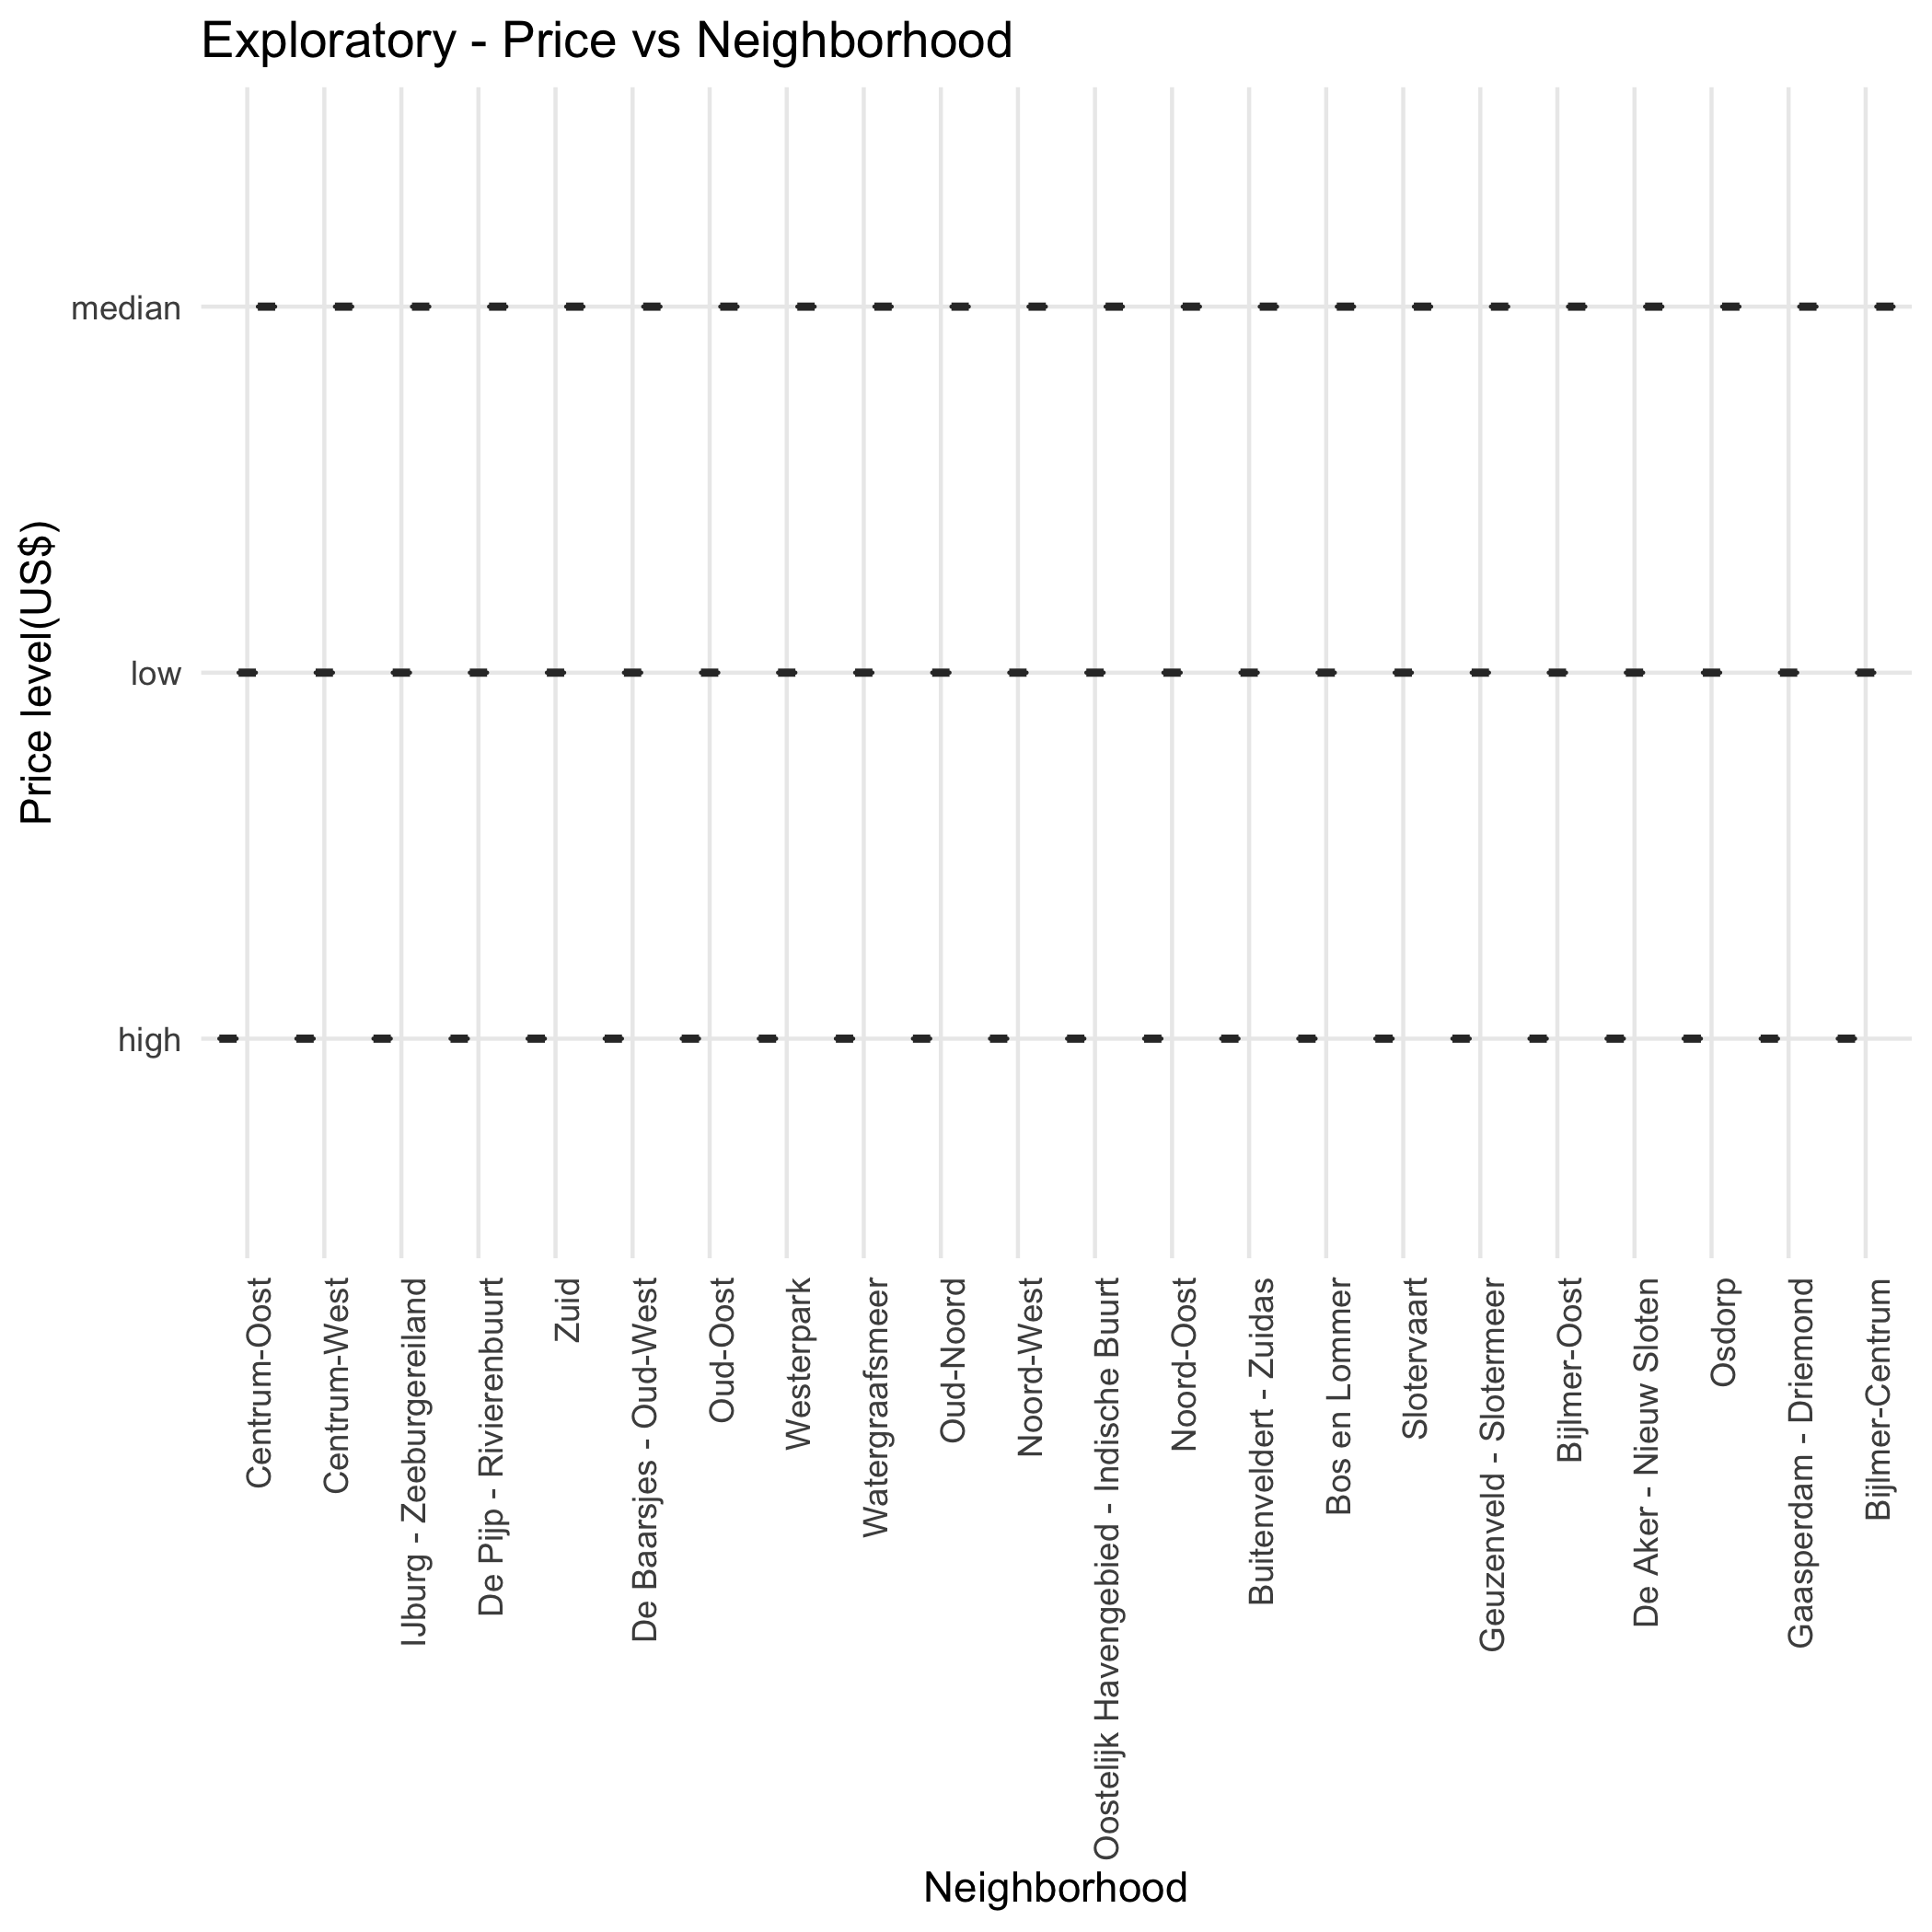 Exploratory - Price vs Neighborhood
Price level(US$)
median
low
high
Centrum-Oost
Centrum-West
IJburg - Zeeburgereiland
De Pijp - Rivierenbuurt
Zuid
De Baarsjes - Oud-West
Oud-Oost
Westerpark
Watergraafsmeer
Oud-Noord
Noord-West
Oostelijk Havengebied - Indische Buurt
Noord-Oost
Buitenveldert - Zuidas
Bos en Lommer
Slotervaart
Geuzenveld - Slotermeer
Bijlmer-Oost
De Aker - Nieuw Sloten
Osdorp
Gaasperdam - Driemond
Bijlmer-Centrum
Neighborhood